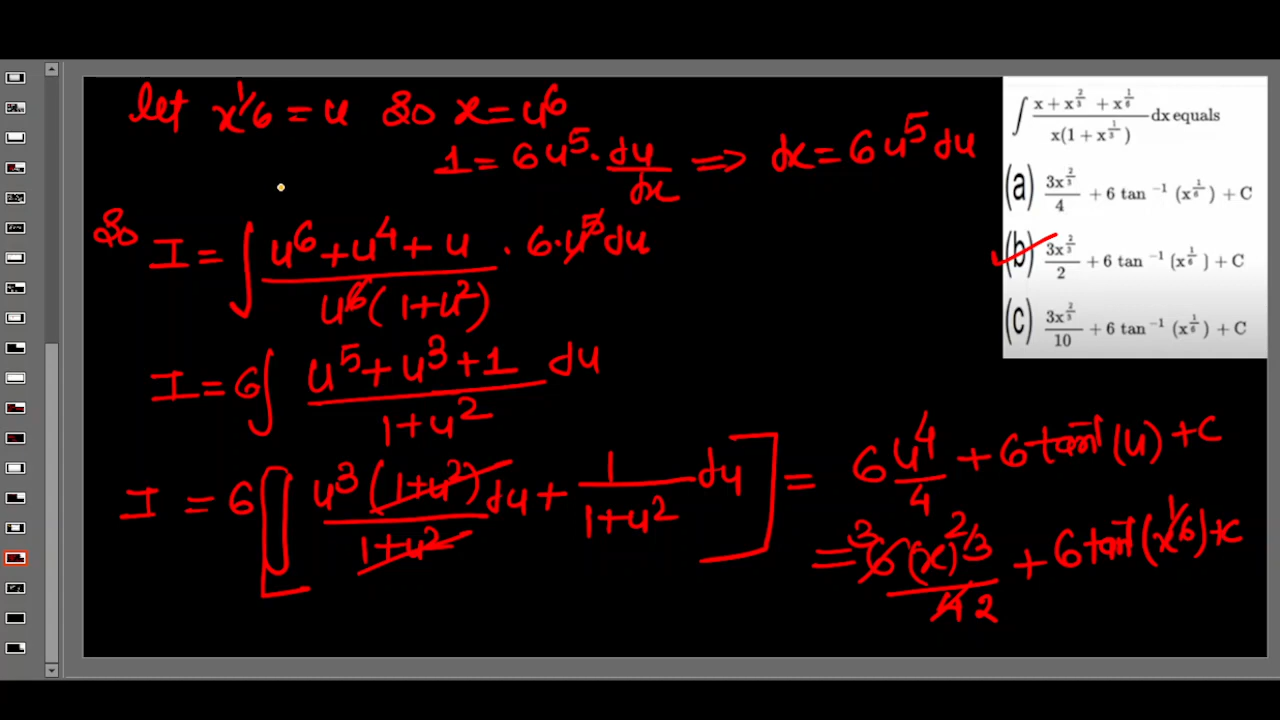 let x^1/6 = u so x = u^6
1 = 6u^5 · du/dx ⇒ dx = 6u^5 du
So I = ∫ (u^6 + u^4 + u)/(u^6(1+u^2)) · 6·u^5 du
I = 6∫ (u^5 + u^3 + 1)/(1+u^2) du
I = 6[∫ u^3(1+u^2)/(1+u^2) du + 1/(1+u^2) du] = 6 u^4/4 + 6 tan^-1(u) + C
= 3 6(x)^2/3 / 4 2 + 6 tan^-1(x^1/6) + C
∫ (x + x^(2/3) + x^(1/6))/(x(1 + x^(1/3))) dx equals
(a) 3x^(2/3)/4 + 6 tan^-1 (x^(1/6)) + C
(b) 3x^(2/3)/2 + 6 tan^-1 (x^(1/6)) + C
(c) 3x^(2/3)/10 + 6 tan^-1 (x^(1/6)) + C